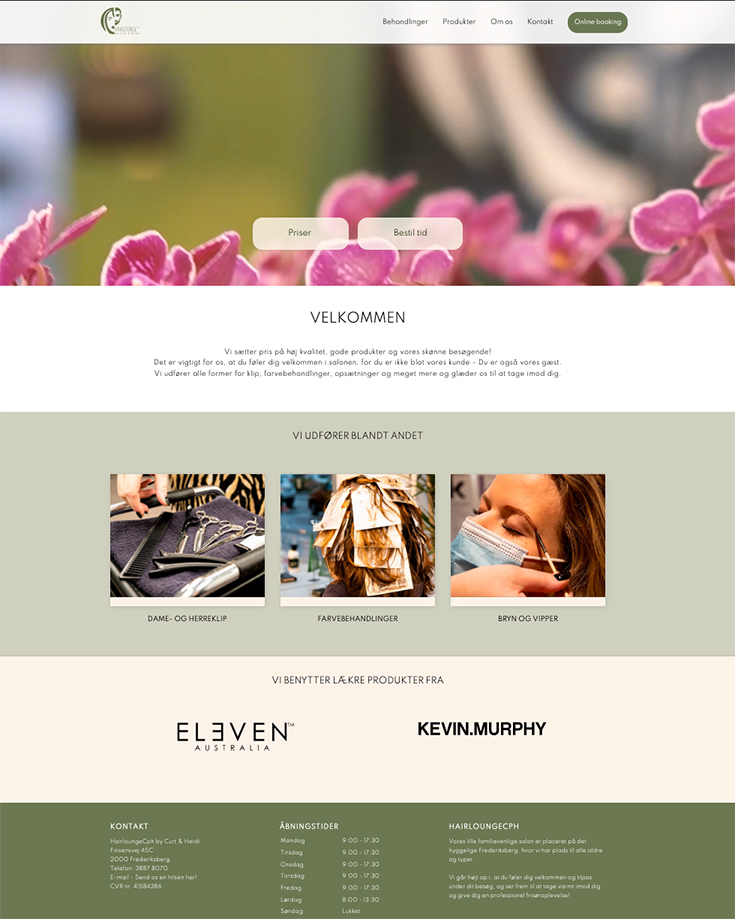 HAIRLOUNGE
Behandlinger Produkter Om os Kontakt Online booking
Priser Bestil tid
VELKOMMEN
Vi sætter pris på høj kvalitet, gode produkter og vores skønne besøgende!
Det er vigtigt for os, at du føler dig velkommen i salonen, for du er ikke blot vores kunde - Du er også vores gæst.
Vi udfører alle former for klip, farvebehandlinger, opsætninger og meget mere og glæder os til at tage imod dig.
VI UDFØRER BLANDT ANDET
DAME- OG HERREKLIP
FARVEBEHANDLINGER
BRYN OG VIPPER
VI BENYTTER LÆKRE PRODUKTER FRA
ELEVEN™
AUSTRALIA
KEVIN.MURPHY
KONTAKT
HairloungeCph by Curt & Heidi
Finsensvej 45C
2000 Frederiksberg
Telefon: 3887 8070
E-mail - Send os en hilsen her!
CVR nr. 41584386
ÅBNINGSTIDER
Mandag 9.00 - 17.30
Tirsdag 9.00 - 17.30
Onsdag 9.00 - 17.30
Torsdag 9.00 - 17.30
Fredag 9.00 - 17.30
Lørdag 8:00 - 13.30
Søndag Lukket
HAIRLOUNGECPH
Vores lille familievenlige salon er placeret på det
hyggelige Frederiksberg, hvor vi har plads til alle aldre
og typer.
Vi går højt op i, at du føler dig velkommen og tilpas
under dit besøg, og ser frem til at tage varmt imod dig
og give dig en professionel frisøroplevelse!